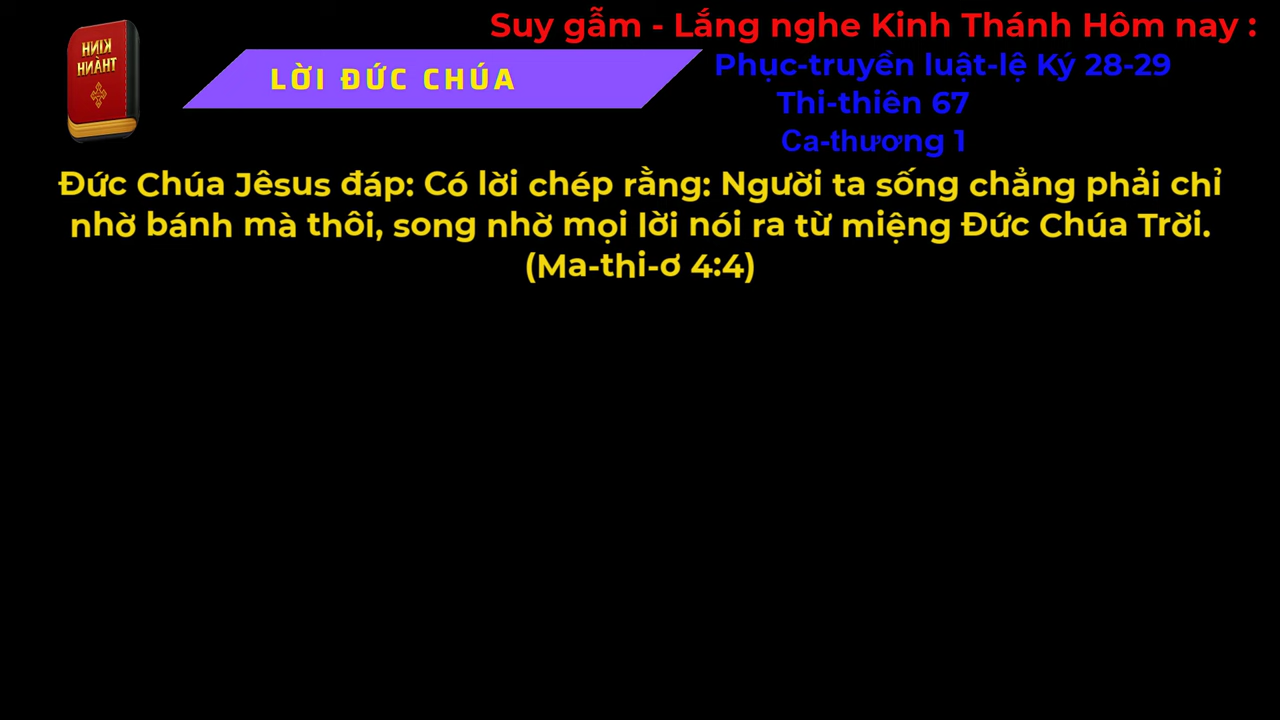 Suy gẫm - Lắng nghe Kinh Thánh Hôm nay :
KINH
THÁNH
LỜI ĐỨC CHÚA
Phục-truyền luật-lệ Ký 28-29
Thi-thiên 67
Ca-thương 1
Đức Chúa Jêsus đáp: Có lời chép rằng: Người ta sống chẳng phải chỉ
nhờ bánh mà thôi, song nhờ mọi lời nói ra từ miệng Đức Chúa Trời.
(Ma-thi-ơ 4:4)